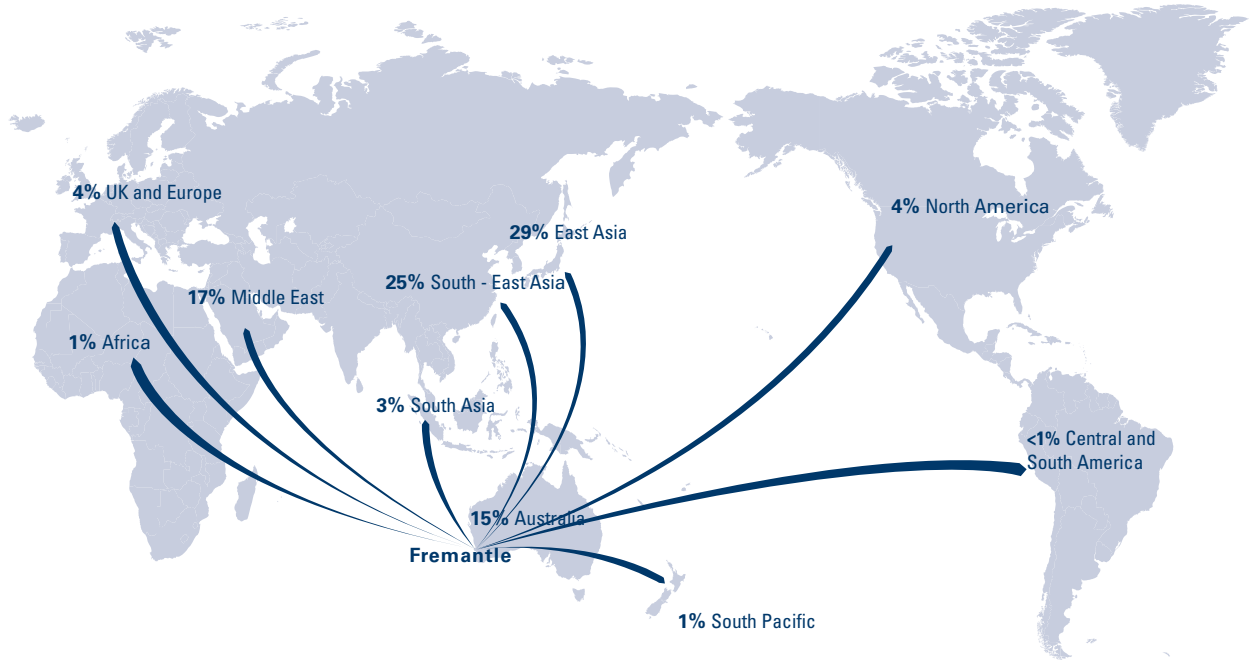 4% UK and Europe
4% North America
29% East Asia
25% South - East Asia
17% Middle East
1% Africa
3% South Asia
<1% Central and
South America
15% Australia
Fremantle
1% South Pacific